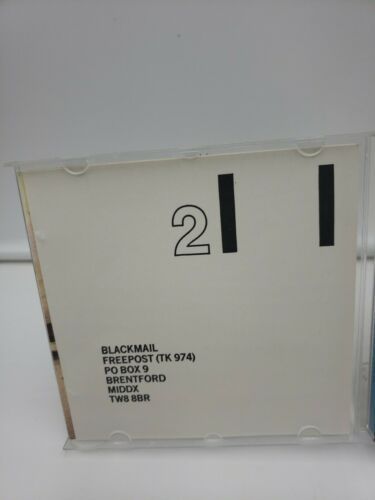 2
BLACKMAIL
FREEPOST (TK 974)
PO BOX 9
BRENTFORD
MIDDX
TW8 8BR